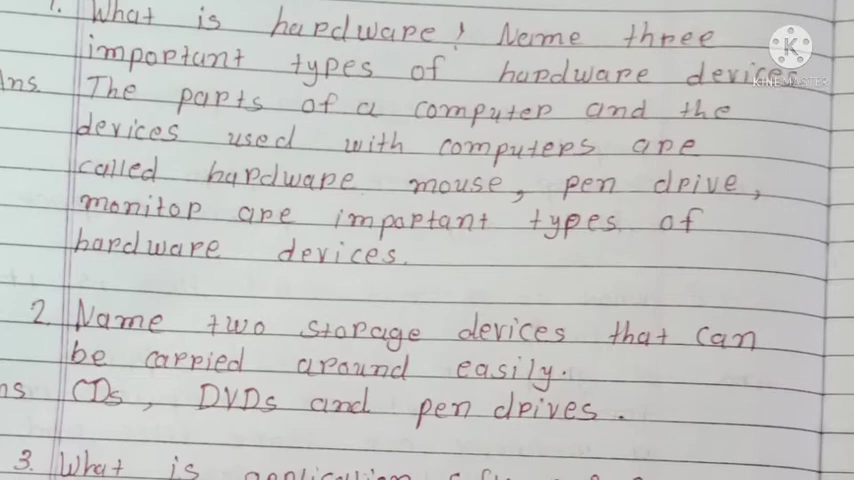 1. What is hardware? Name three
important types of hardware devices
Ans The parts of a computer and the
devices used with computers are
called hardware mouse, pen drive,
monitor are important types of
hardware devices.
2. Name two storage devices that can
be carried around easily.
ns CDs, DVDs and pen drives.
3. What is application
K
KINEMASTER